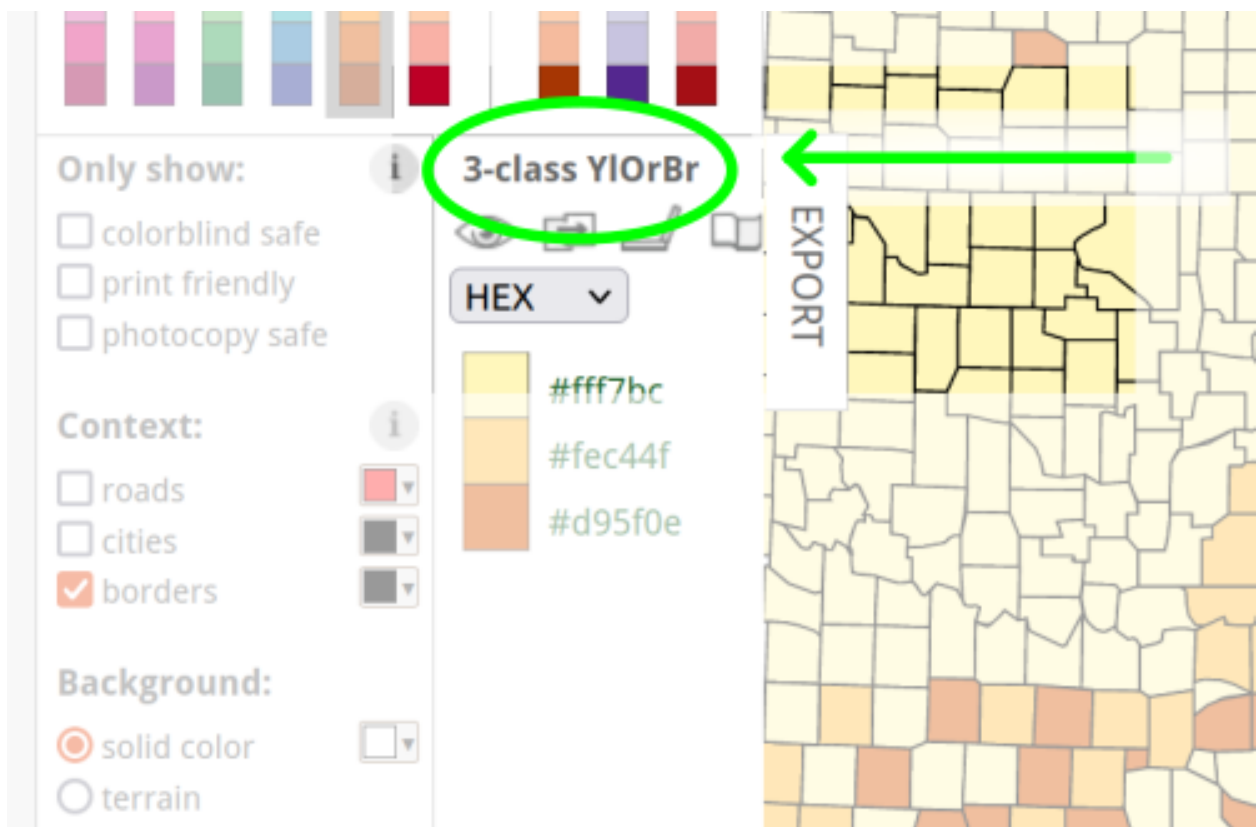 Only show:
i
3-class YlOrBr
colorblind safe
print friendly
photocopy safe
EXPORT
HEX
#fff7bc
#fec44f
#d95f0e
Context:
i
roads
cities
borders
Background:
solid color
terrain